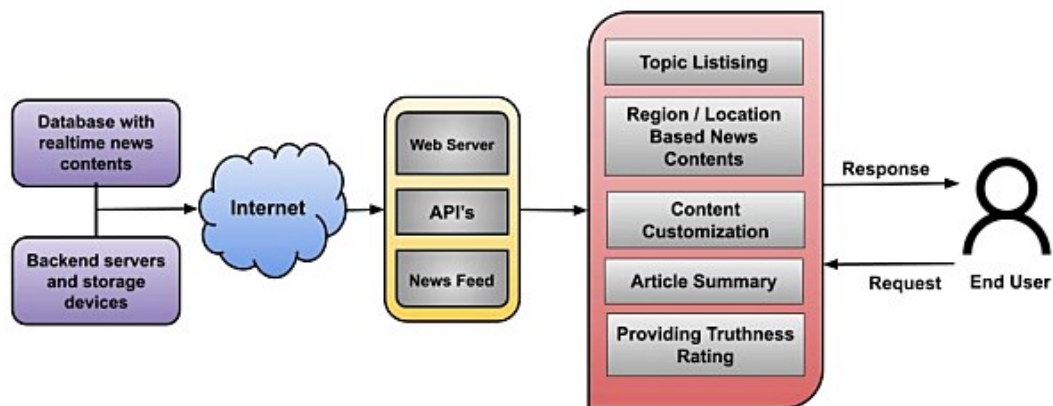 Database with
realtime news
contents
Backend servers
and storage
devices
Internet
Web Server
API's
News Feed
Topic Listising
Region / Location
Based News
Contents
Content
Customization
Article Summary
Providing Truthness
Rating
Response
Request
End User